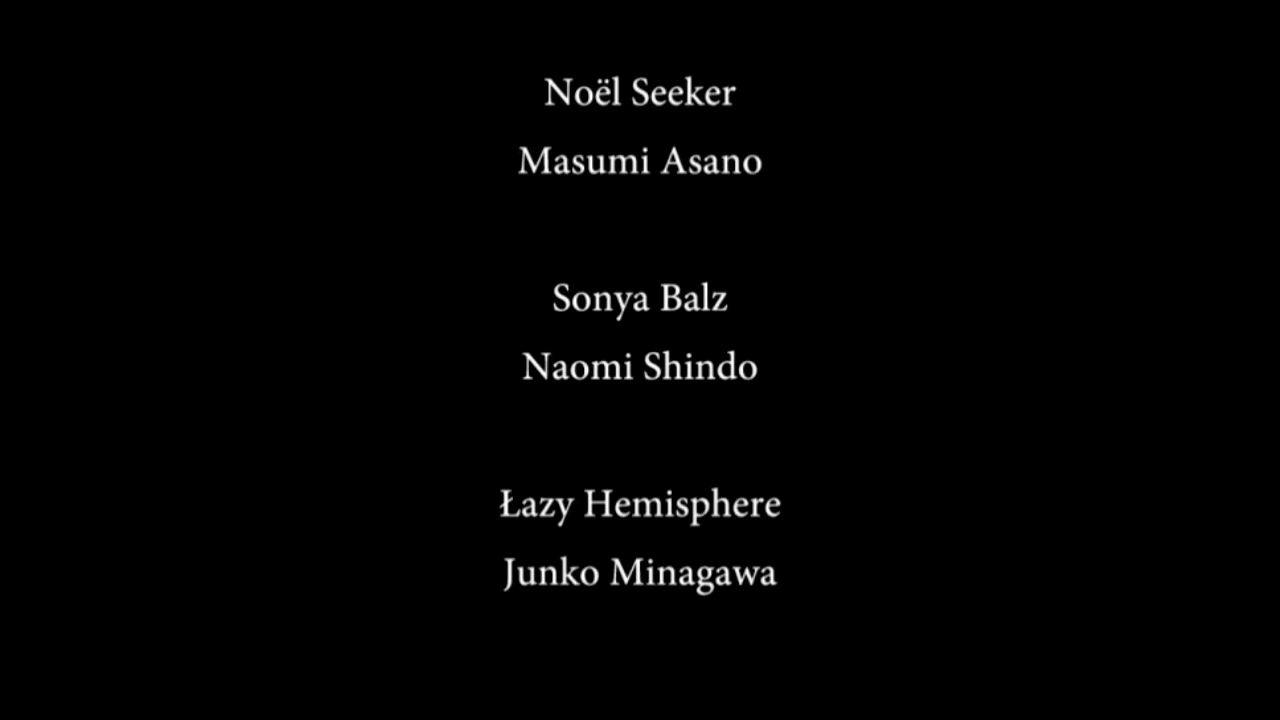 Noël Seeker
Masumi Asano
Sonya Balz
Naomi Shindo
Łazy Hemisphere
Junko Minagawa